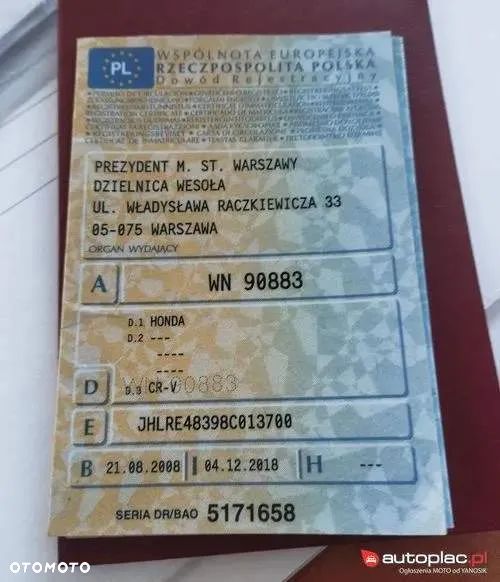 PL
WSPÓLNOTA EUROPEJSKA
RZECZPOSPOLITA POLSKA
Dowód Rejestracyjny
PREZYDENT M. ST. WARSZAWY
DZIELNICA WESOŁA
UL. WŁADYSŁAWA RACZKIEWICZA 33
05-075 WARSZAWA
ORGAN WYDAJĄCY
A WN 90883
D.1 HONDA
D.2 ---
----
----
D D.3 CR-V
E JHLRE48398C013700
B 21.08.2008 I 04.12.2018 H ---
SERIA DR/BAO 5171658
OTOMOTO
autoplac.pl
Ogłoszenia MOTO od YANOSIK